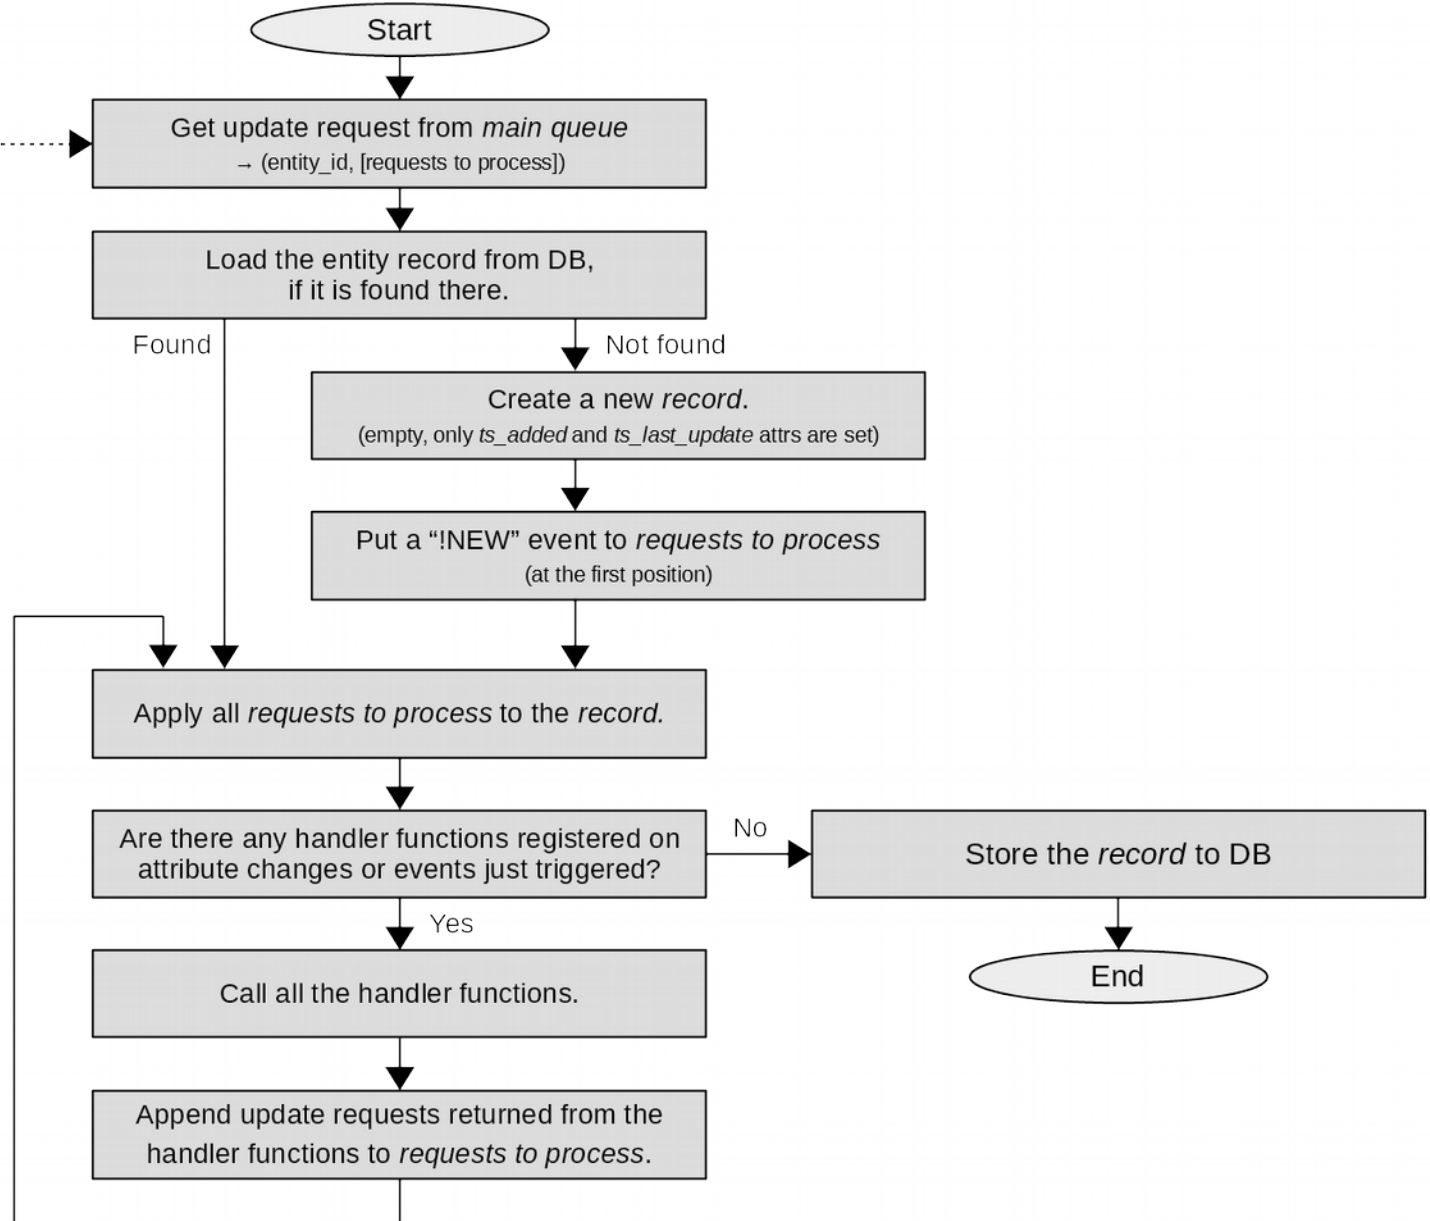 Start
Get update request from main queue
→ (entity_id, [requests to process])
Load the entity record from DB,
if it is found there.
Found
Not found
Create a new record.
(empty, only ts_added and ts_last_update attrs are set)
Put a “!NEW” event to requests to process
(at the first position)
Apply all requests to process to the record.
Are there any handler functions registered on
attribute changes or events just triggered?
No
Store the record to DB
Yes
End
Call all the handler functions.
Append update requests returned from the
handler functions to requests to process.